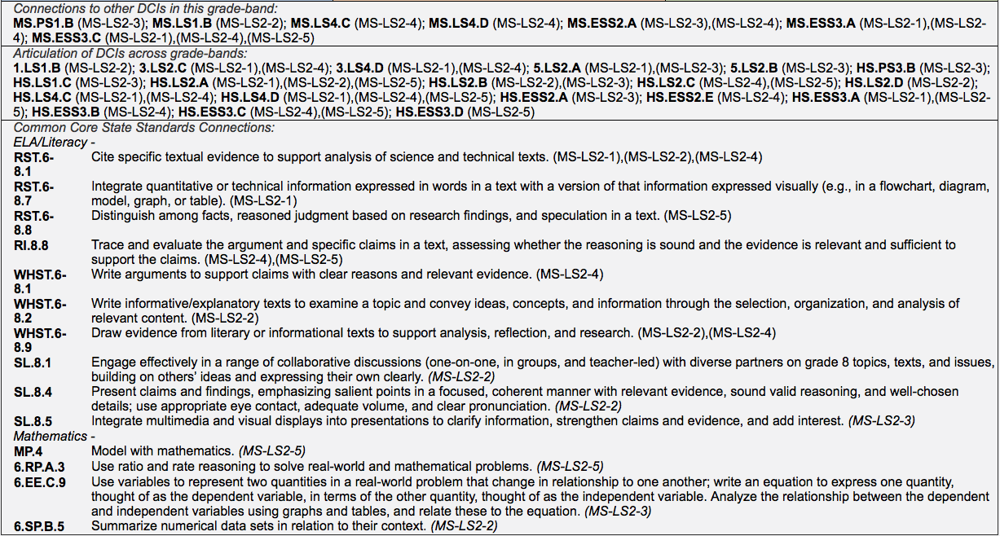 Connections to other DCIs in this grade-band:
MS.PS1.B (MS-LS2-3); MS.LS1.B (MS-LS2-2); MS.LS4.C (MS-LS2-4); MS.LS4.D (MS-LS2-4); MS.ESS2.A (MS-LS2-3),(MS-LS2-4); MS.ESS3.A (MS-LS2-1),(MS-LS2-
4); MS.ESS3.C (MS-LS2-1),(MS-LS2-4),(MS-LS2-5)
Articulation of DCIs across grade-bands:
1.LS1.B (MS-LS2-2); 3.LS2.C (MS-LS2-1),(MS-LS2-4); 3.LS4.D (MS-LS2-1),(MS-LS2-4); 5.LS2.A (MS-LS2-1),(MS-LS2-3); 5.LS2.B (MS-LS2-3); HS.PS3.B (MS-LS2-3);
HS.LS1.C (MS-LS2-3); HS.LS2.A (MS-LS2-1),(MS-LS2-2),(MS-LS2-5); HS.LS2.B (MS-LS2-2),(MS-LS2-3); HS.LS2.C (MS-LS2-4),(MS-LS2-5); HS.LS2.D (MS-LS2-2);
HS.LS4.C (MS-LS2-1),(MS-LS2-4); HS.LS4.D (MS-LS2-1),(MS-LS2-4),(MS-LS2-5); HS.ESS2.A (MS-LS2-3); HS.ESS2.E (MS-LS2-4); HS.ESS3.A (MS-LS2-1),(MS-LS2-
5); HS.ESS3.B (MS-LS2-4); HS.ESS3.C (MS-LS2-4),(MS-LS2-5); HS.ESS3.D (MS-LS2-5)
Common Core State Standards Connections:
ELA/Literacy -
RST.6- Cite specific textual evidence to support analysis of science and technical texts. (MS-LS2-1),(MS-LS2-2),(MS-LS2-4)
8.1
RST.6- Integrate quantitative or technical information expressed in words in a text with a version of that information expressed visually (e.g., in a flowchart, diagram,
8.7 model, graph, or table). (MS-LS2-1)
RST.6- Distinguish among facts, reasoned judgment based on research findings, and speculation in a text. (MS-LS2-5)
8.8
RI.8.8 Trace and evaluate the argument and specific claims in a text, assessing whether the reasoning is sound and the evidence is relevant and sufficient to
support the claims. (MS-LS2-4),(MS-LS2-5)
WHST.6- Write arguments to support claims with clear reasons and relevant evidence. (MS-LS2-4)
8.1
WHST.6- Write informative/explanatory texts to examine a topic and convey ideas, concepts, and information through the selection, organization, and analysis of
8.2 relevant content. (MS-LS2-2)
WHST.6- Draw evidence from literary or informational texts to support analysis, reflection, and research. (MS-LS2-2),(MS-LS2-4)
8.9
SL.8.1 Engage effectively in a range of collaborative discussions (one-on-one, in groups, and teacher-led) with diverse partners on grade 8 topics, texts, and issues,
building on others' ideas and expressing their own clearly. (MS-LS2-2)
SL.8.4 Present claims and findings, emphasizing salient points in a focused, coherent manner with relevant evidence, sound valid reasoning, and well-chosen
details; use appropriate eye contact, adequate volume, and clear pronunciation. (MS-LS2-2)
SL.8.5 Integrate multimedia and visual displays into presentations to clarify information, strengthen claims and evidence, and add interest. (MS-LS2-3)
Mathematics -
MP.4 Model with mathematics. (MS-LS2-5)
6.RP.A.3 Use ratio and rate reasoning to solve real-world and mathematical problems. (MS-LS2-5)
6.EE.C.9 Use variables to represent two quantities in a real-world problem that change in relationship to one another; write an equation to express one quantity,
thought of as the dependent variable, in terms of the other quantity, thought of as the independent variable. Analyze the relationship between the dependent
and independent variables using graphs and tables, and relate these to the equation. (MS-LS2-3)
6.SP.B.5 Summarize numerical data sets in relation to their context. (MS-LS2-2)